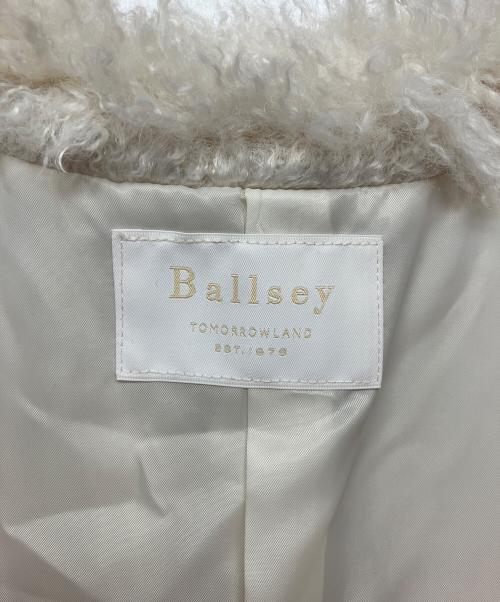 Ballsey
TOMORROWLAND
EST. 1978